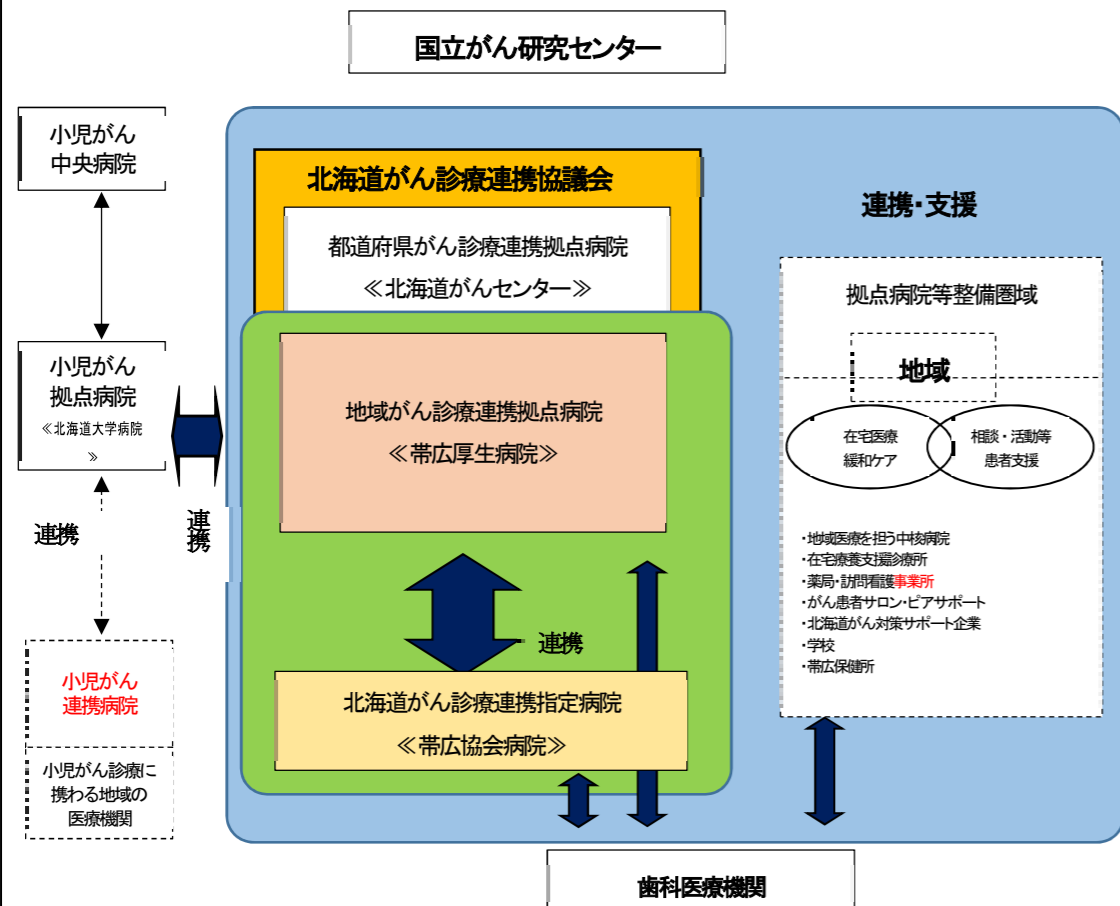 国立がん研究センター
小児がん
中央病院
北海道がん診療連携協議会
都道府県がん診療連携拠点病院
≪北海道がんセンター≫
連携・支援
拠点病院等整備圏域
地域
在宅医療
緩和ケア
相談・活動等
患者支援
・地域医療を担う中核病院
・在宅療養支援診療所
・薬局・訪問看護事業所
・がん患者サロン・ピアサポート
・北海道がん対策サポート企業
・学校
・帯広保健所
小児がん
拠点病院
≪北海道大学病院
≫
連携
連携
地域がん診療連携拠点病院
≪帯広厚生病院≫
連携
北海道がん診療連携指定病院
≪帯広協会病院≫
小児がん
連携病院
小児がん診療に
携わる地域の
医療機関
歯科医療機関